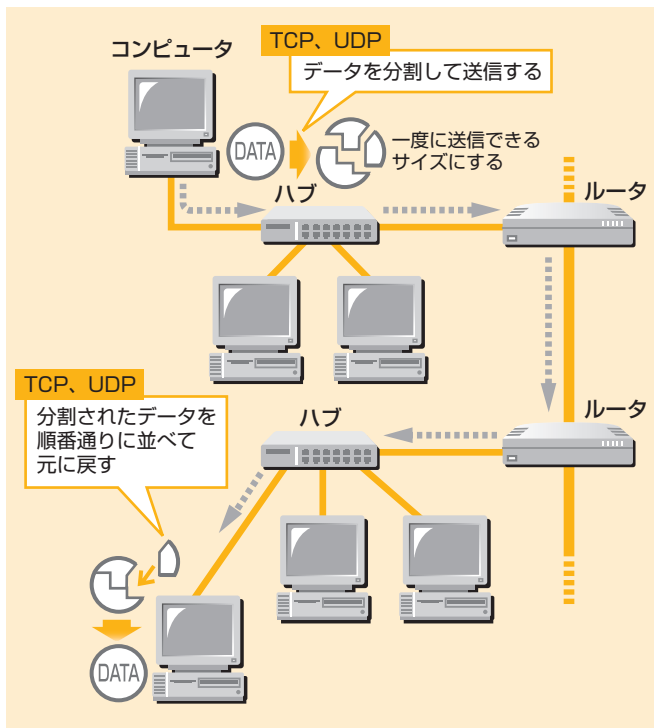 コンピュータ
TCP、UDP
データを分割して送信する
DATA
一度に送信できる
サイズにする
ハブ
ルータ
TCP、UDP
分割されたデータを
順番通りに並べて
元に戻す
ハブ
ルータ
DATA